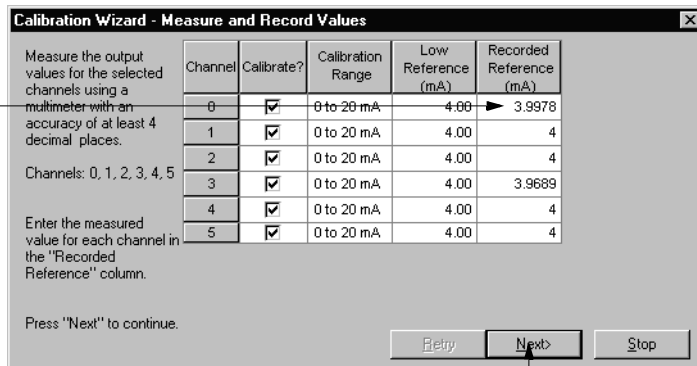 Calibration Wizard - Measure and Record Values
Measure the output
values for the selected
channels using a
multimeter with an
accuracy of at least 4
decimal places.
Channels: 0, 1, 2, 3, 4, 5
Enter the measured
value for each channel in
the "Recorded
Reference" column.
Press "Next" to continue.
Channel Calibrate? Calibration Range Low Reference (mA) Recorded Reference (mA)
0 0 to 20 mA 4.00 3.9978
1 0 to 20 mA 4.00 4
2 0 to 20 mA 4.00 4
3 0 to 20 mA 4.00 3.9689
4 0 to 20 mA 4.00 4
5 0 to 20 mA 4.00 4
Retry Next> Stop